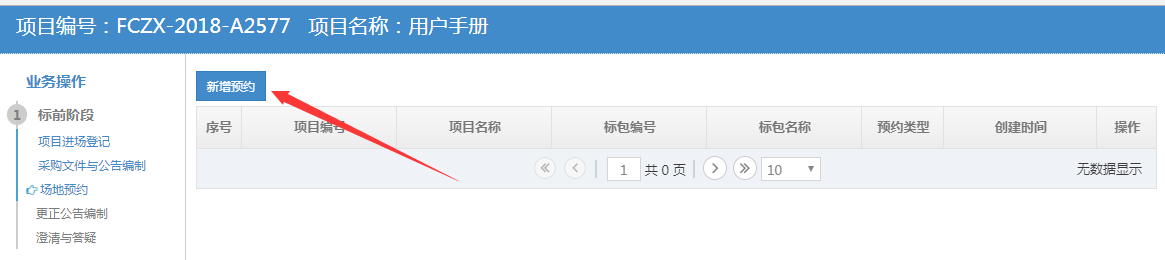 项目编号：FCZX-2018-A2577 项目名称：用户手册
业务操作
1 标前阶段
项目进场登记
采购文件与公告编制
场地预约
更正公告编制
澄清与答疑
新增预约
序号 项目编号 项目名称 标包编号 标包名称 预约类型 创建时间 操作
1 共 0 页 10 无数据显示